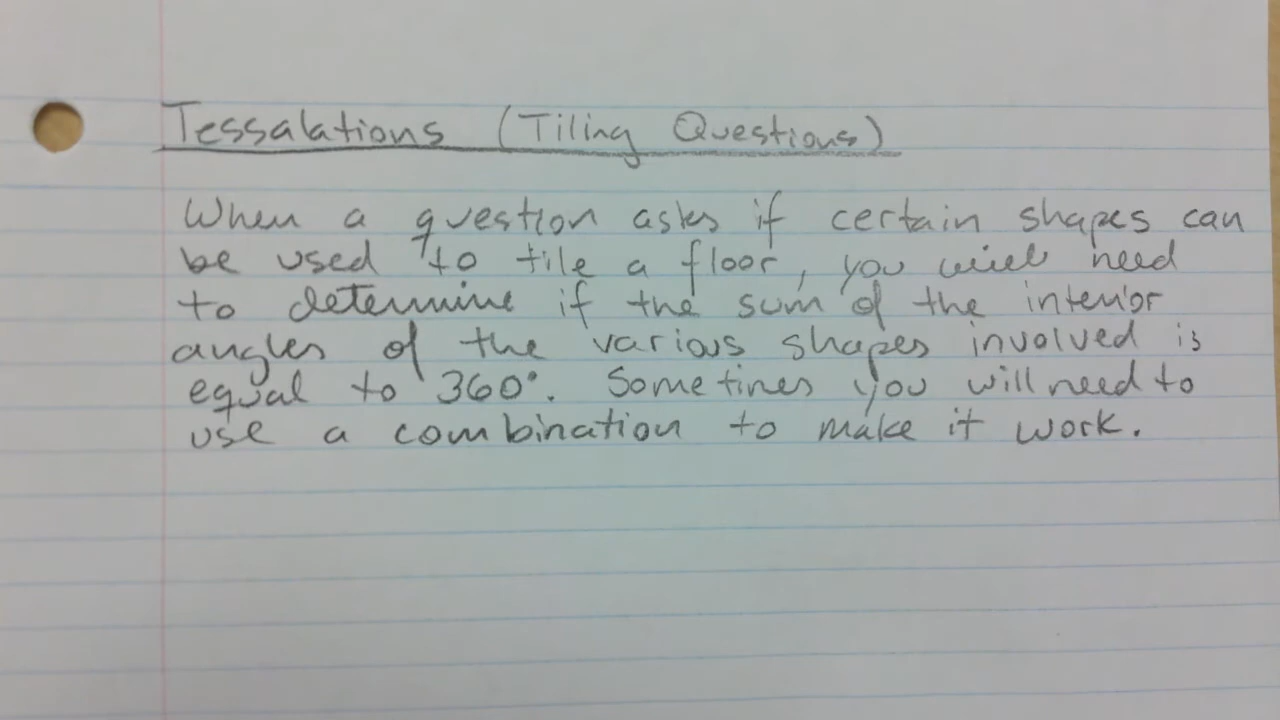 Tessalations (Tiling Questions)
When a question asks if certain shapes can
be used to tile a floor, you will need
to determine if the sum of the interior
angles of the various shapes involved is
equal to 360°. Sometimes you will need to
use a combination to make it work.